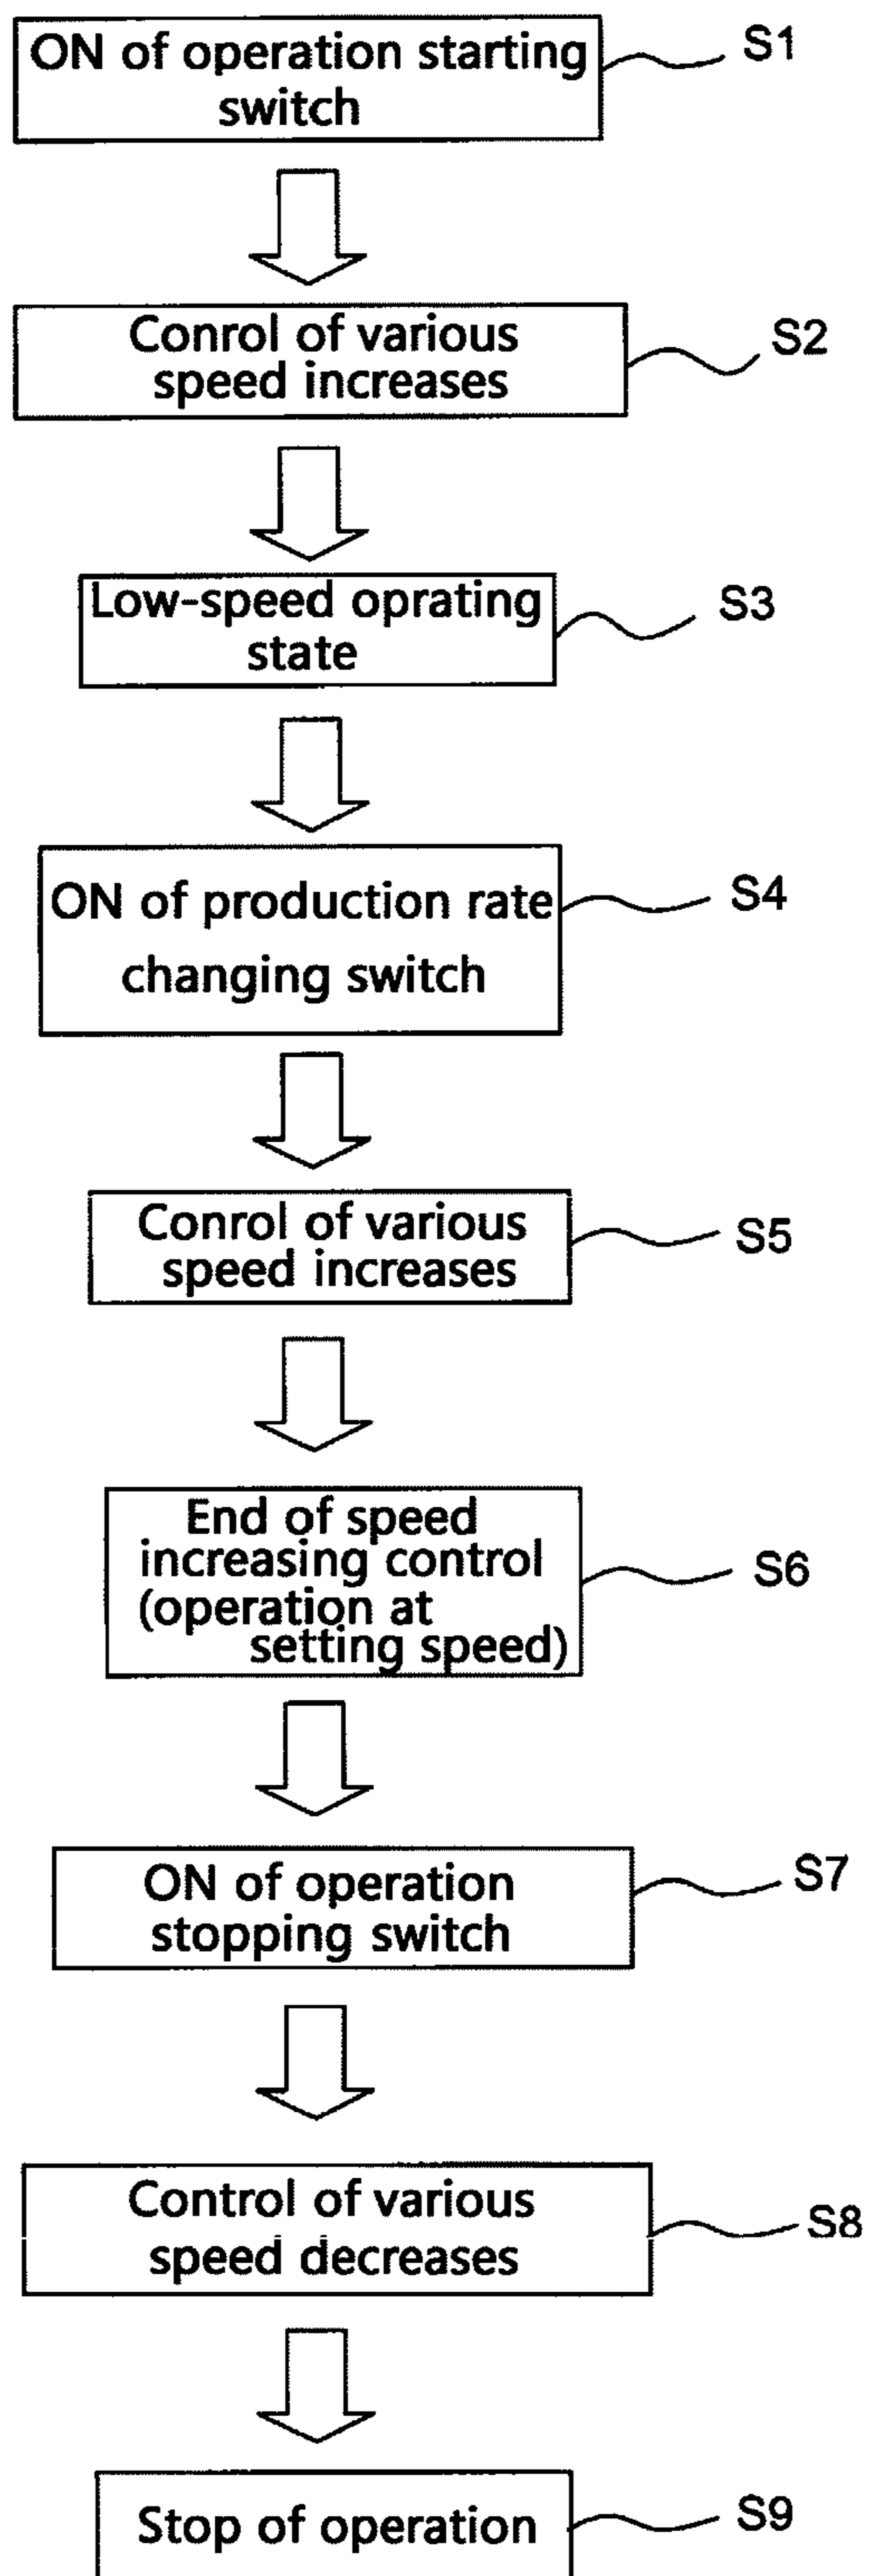 ON of operation starting
switch
S1
Conrol of various
speed increases
S2
Low-speed oprating
state
S3
ON of production rate
changing switch
S4
Conrol of various
speed increases
S5
End of speed
increasing control
(operation at
setting speed)
S6
ON of operation
stopping switch
S7
Control of various
speed decreases
S8
Stop of operation
S9